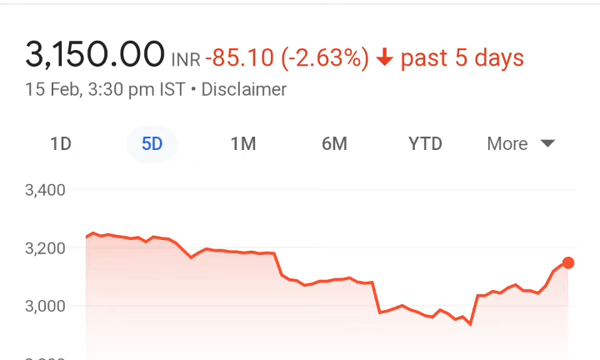 3,150.00 INR -85.10 (-2.63%) ↓ past 5 days
15 Feb, 3:30 pm IST • Disclaimer
1D 5D 1M 6M YTD More
3,400
3,200
3,000